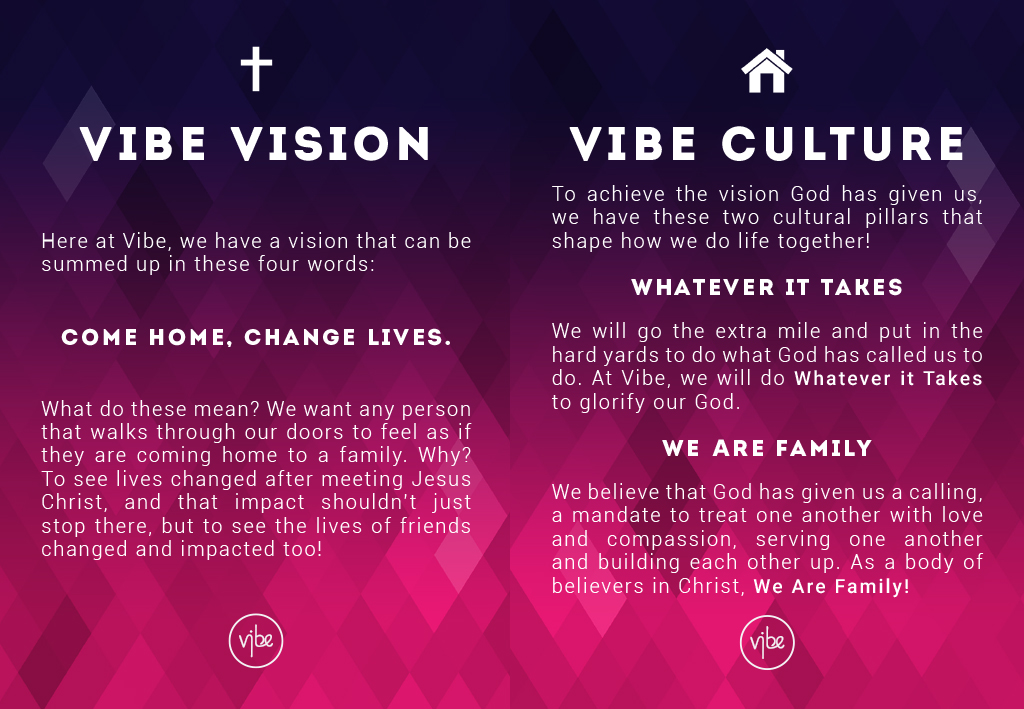 VIBE VISION
Here at Vibe, we have a vision that can be
summed up in these four words:
COME HOME, CHANGE LIVES.
What do these mean? We want any person
that walks through our doors to feel as if
they are coming home to a family. Why?
To see lives changed after meeting Jesus
Christ, and that impact shouldn't just
stop there, but to see the lives of friends
changed and impacted too!
vibe
VIBE CULTURE
To achieve the vision God has given us,
we have these two cultural pillars that
shape how we do life together!
WHATEVER IT TAKES
We will go the extra mile and put in the
hard yards to do what God has called us to
do. At Vibe, we will do Whatever it Takes
to glorify our God.
WE ARE FAMILY
We believe that God has given us a calling,
a mandate to treat one another with love
and compassion, serving one another
and building each other up. As a body of
believers in Christ, We Are Family!
vibe